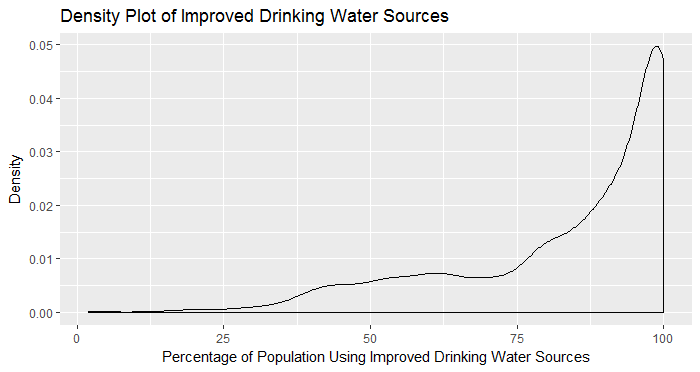 Density Plot of Improved Drinking Water Sources
0.05
0.04
0.03
0.02
0.01
0.00
Density
0 25 50 75 100
Percentage of Population Using Improved Drinking Water Sources